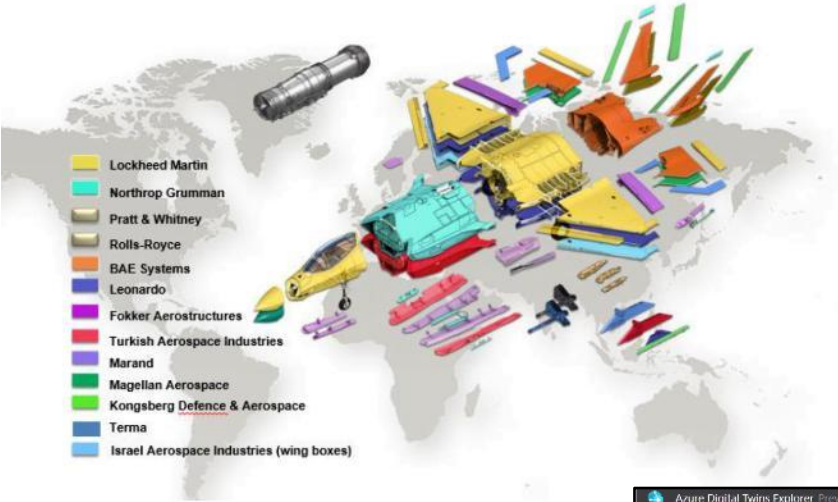 Lockheed Martin
Northrop Grumman
Pratt & Whitney
Rolls-Royce
BAE Systems
Leonardo
Fokker Aerostructures
Turkish Aerospace Industries
Marand
Magellan Aerospace
Kongsberg Defence & Aerospace
Terma
Israel Aerospace Industries (wing boxes)
Azure Digital Twins Explorer